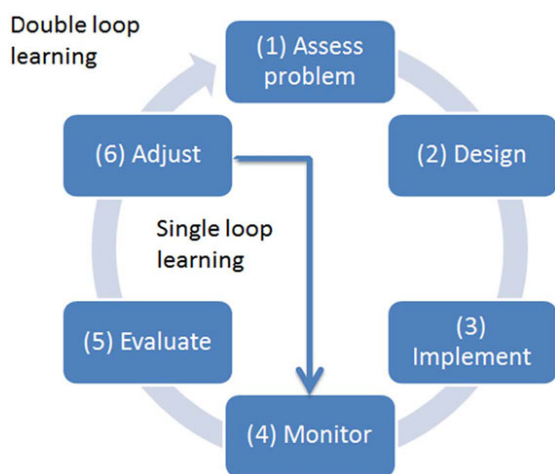 Double loop
learning
(1) Assess
problem
(2) Design
(3)
Implement
(4) Monitor
(5) Evaluate
(6) Adjust
Single loop
learning